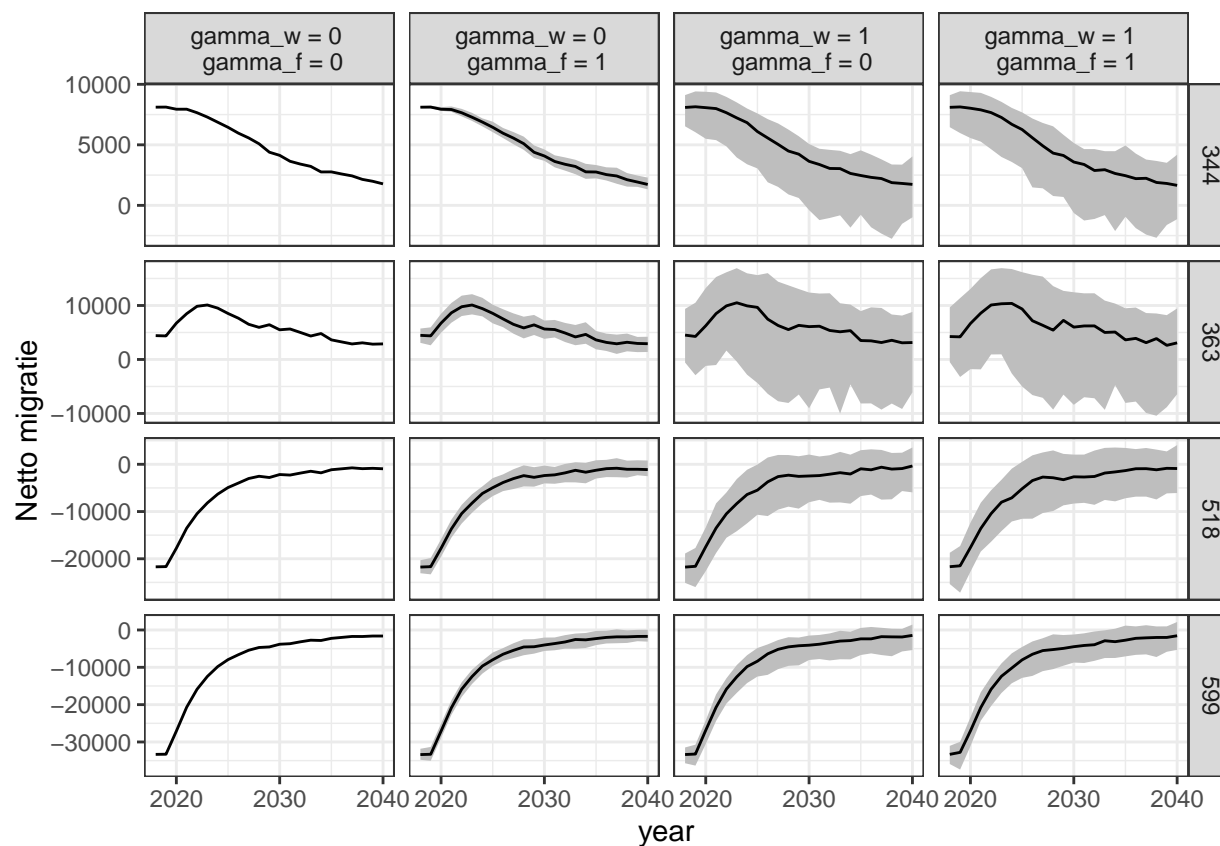 gamma_w = 0
gamma_f = 0
gamma_w = 0
gamma_f = 1
gamma_w = 1
gamma_f = 0
gamma_w = 1
gamma_f = 1
10000
5000
0
344
10000
0
−10000
363
0
−10000
−20000
518
0
−10000
−20000
−30000
599
Netto migratie
2020 2030 2040 2020 2030 2040 2020 2030 2040 2020 2030 2040
year